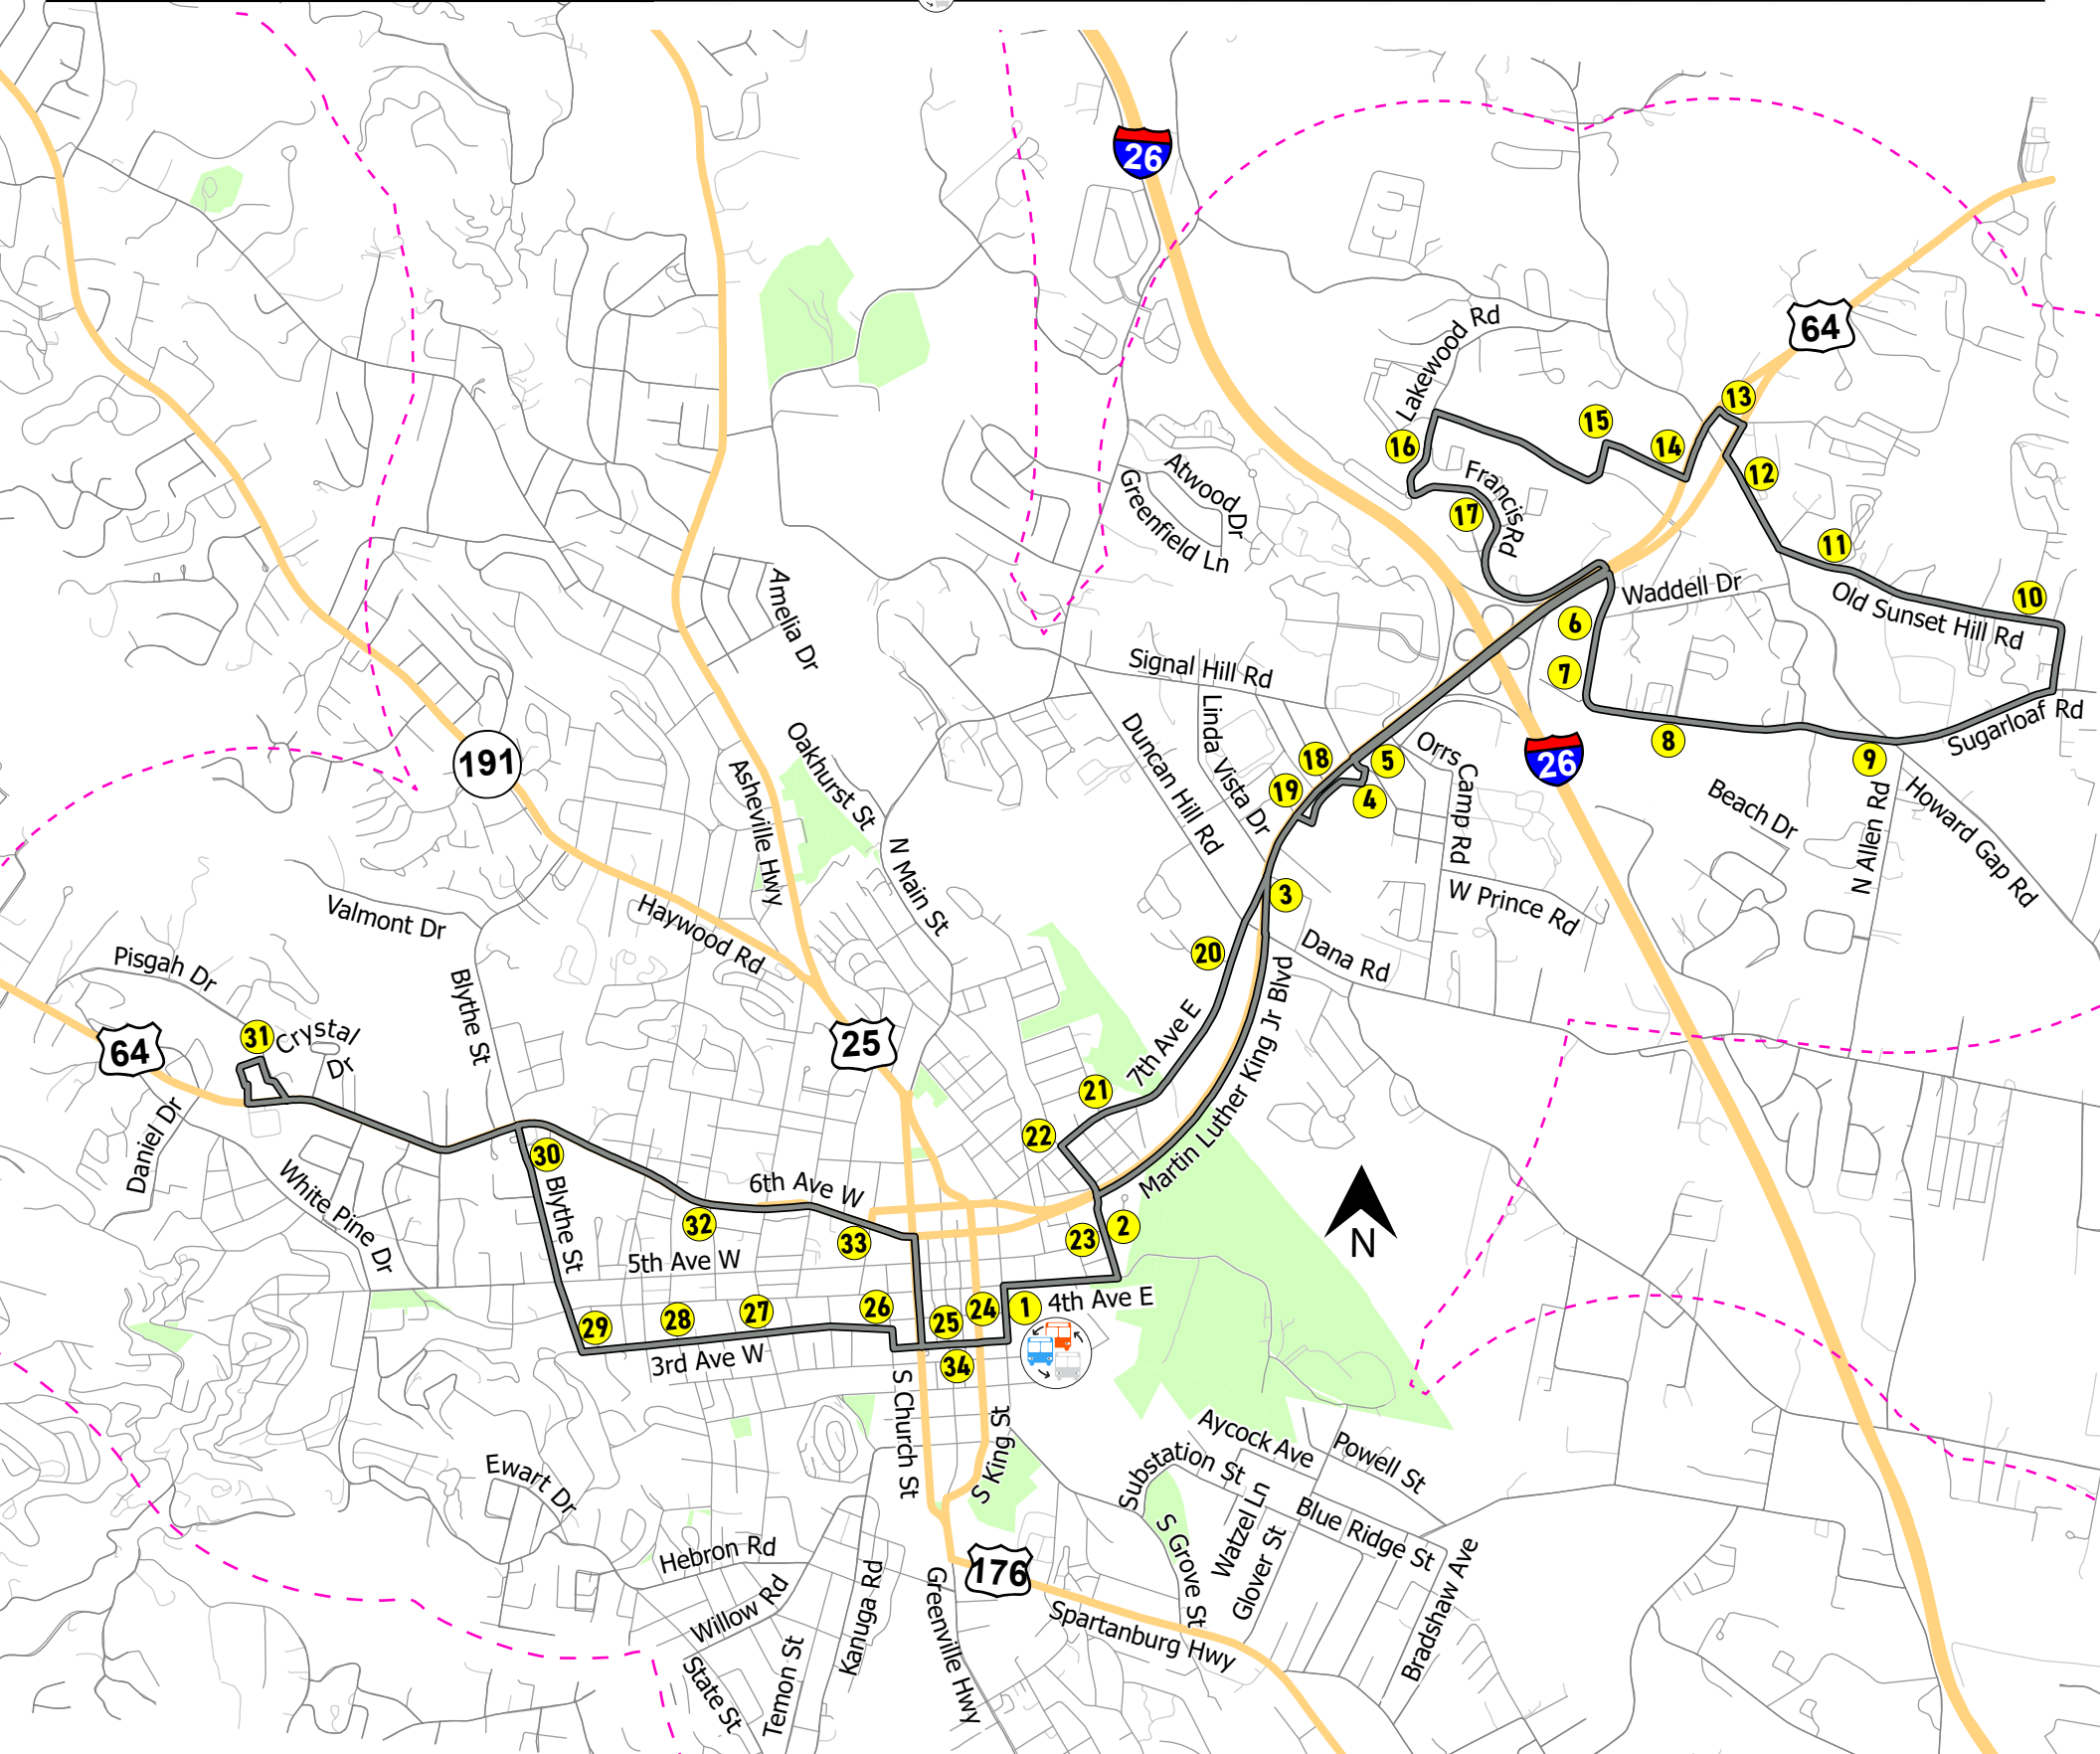 26
64
Lakewood Rd
13
15
14
16
12
Francis Rd
17
Atwood Dr
Greenfield Ln
11
Waddell Dr
10
Old Sunset Hill Rd
6
7
Amelia Dr
Signal Hill Rd
Linda Vista Dr
Duncan Hill Rd
Sugarloaf Rd
8
9
18
5
Orrs Camp Rd
26
191
19
4
Oakhurst St
Asheville Hwy
Beach Dr
N Allen Rd
Howard Gap Rd
N Main St
3
W Prince Rd
Valmont Dr
Haywood Rd
20
Dana Rd
Pisgah Dr
Blythe St
7th Ave E
Martin Luther King Jr Blvd
31
Crystal
Dr
64
25
21
22
Daniel Dr
White Pine Dr
30
Blythe St
6th Ave W
32
33
5th Ave W
23
2
N
29
28
27
26
25
24
1
4th Ave E
3rd Ave W
34
S Church St
S King St
Aycock Ave
Powell St
Substation St
Watzel Ln
Blue Ridge St
S Grove St
Glover St
Bradshaw Ave
Ewart Dr
Hebron Rd
176
Willow Rd
Kanuga Rd
Greenville Hwy
Spartanburg Hwy
State St
Temon St